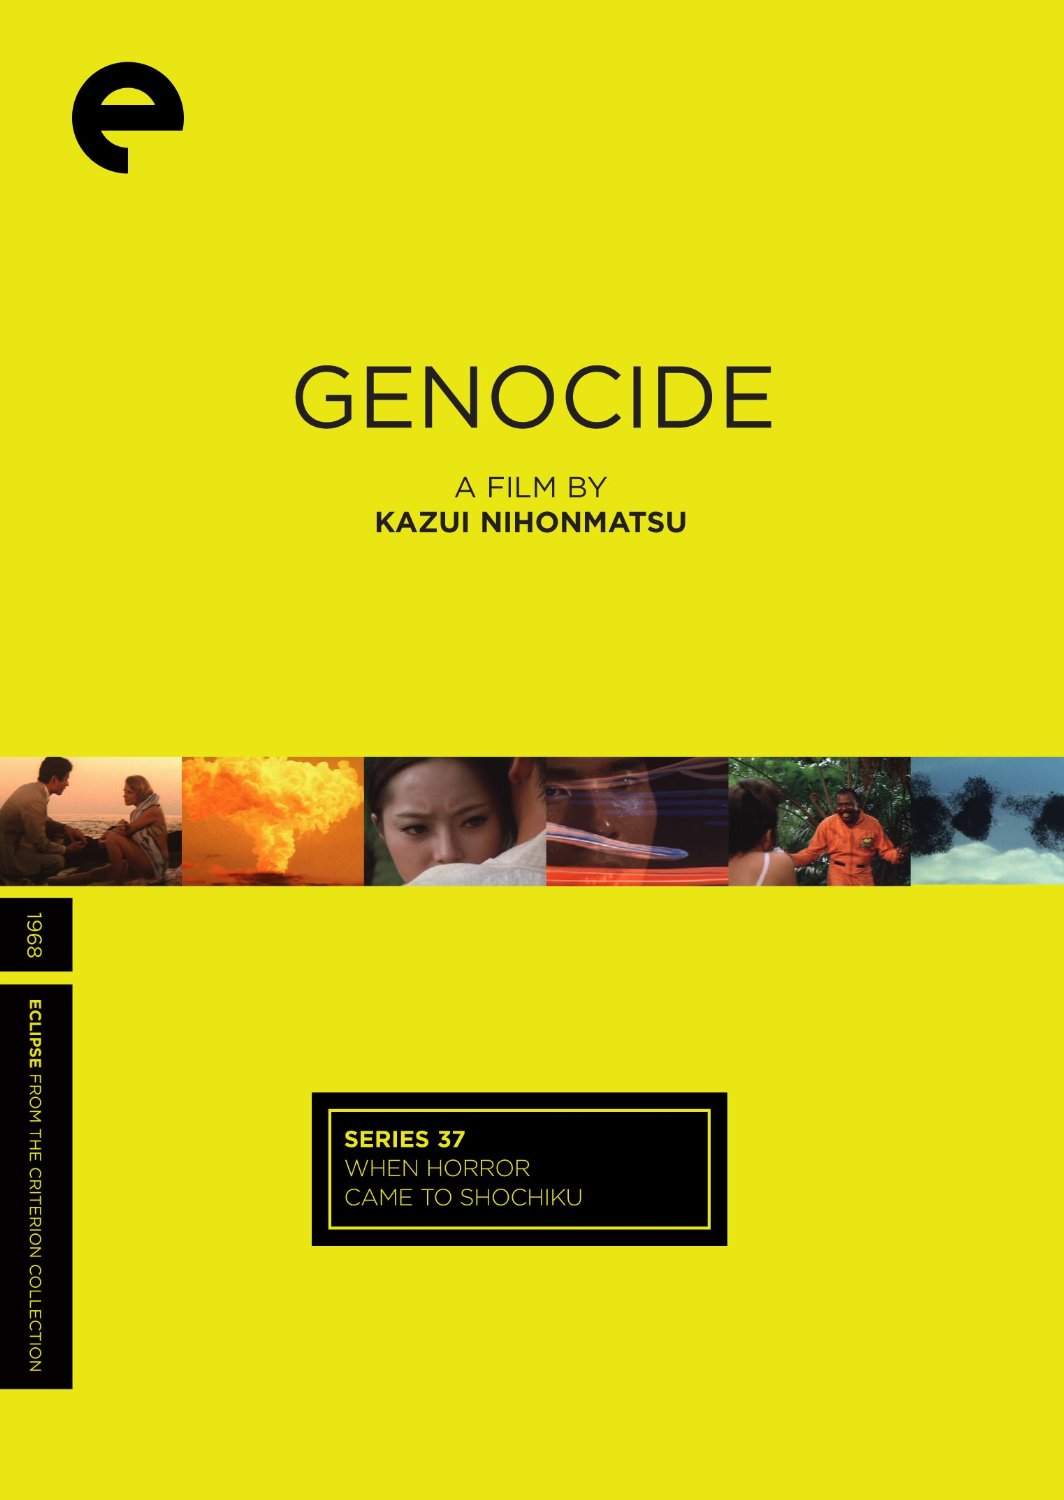 e
GENOCIDE
A FILM BY
KAZUI NIHONMATSU
1968
ECLIPSE FROM THE CRITERION COLLECTION
SERIES 37
WHEN HORROR
CAME TO SHOCHIKU